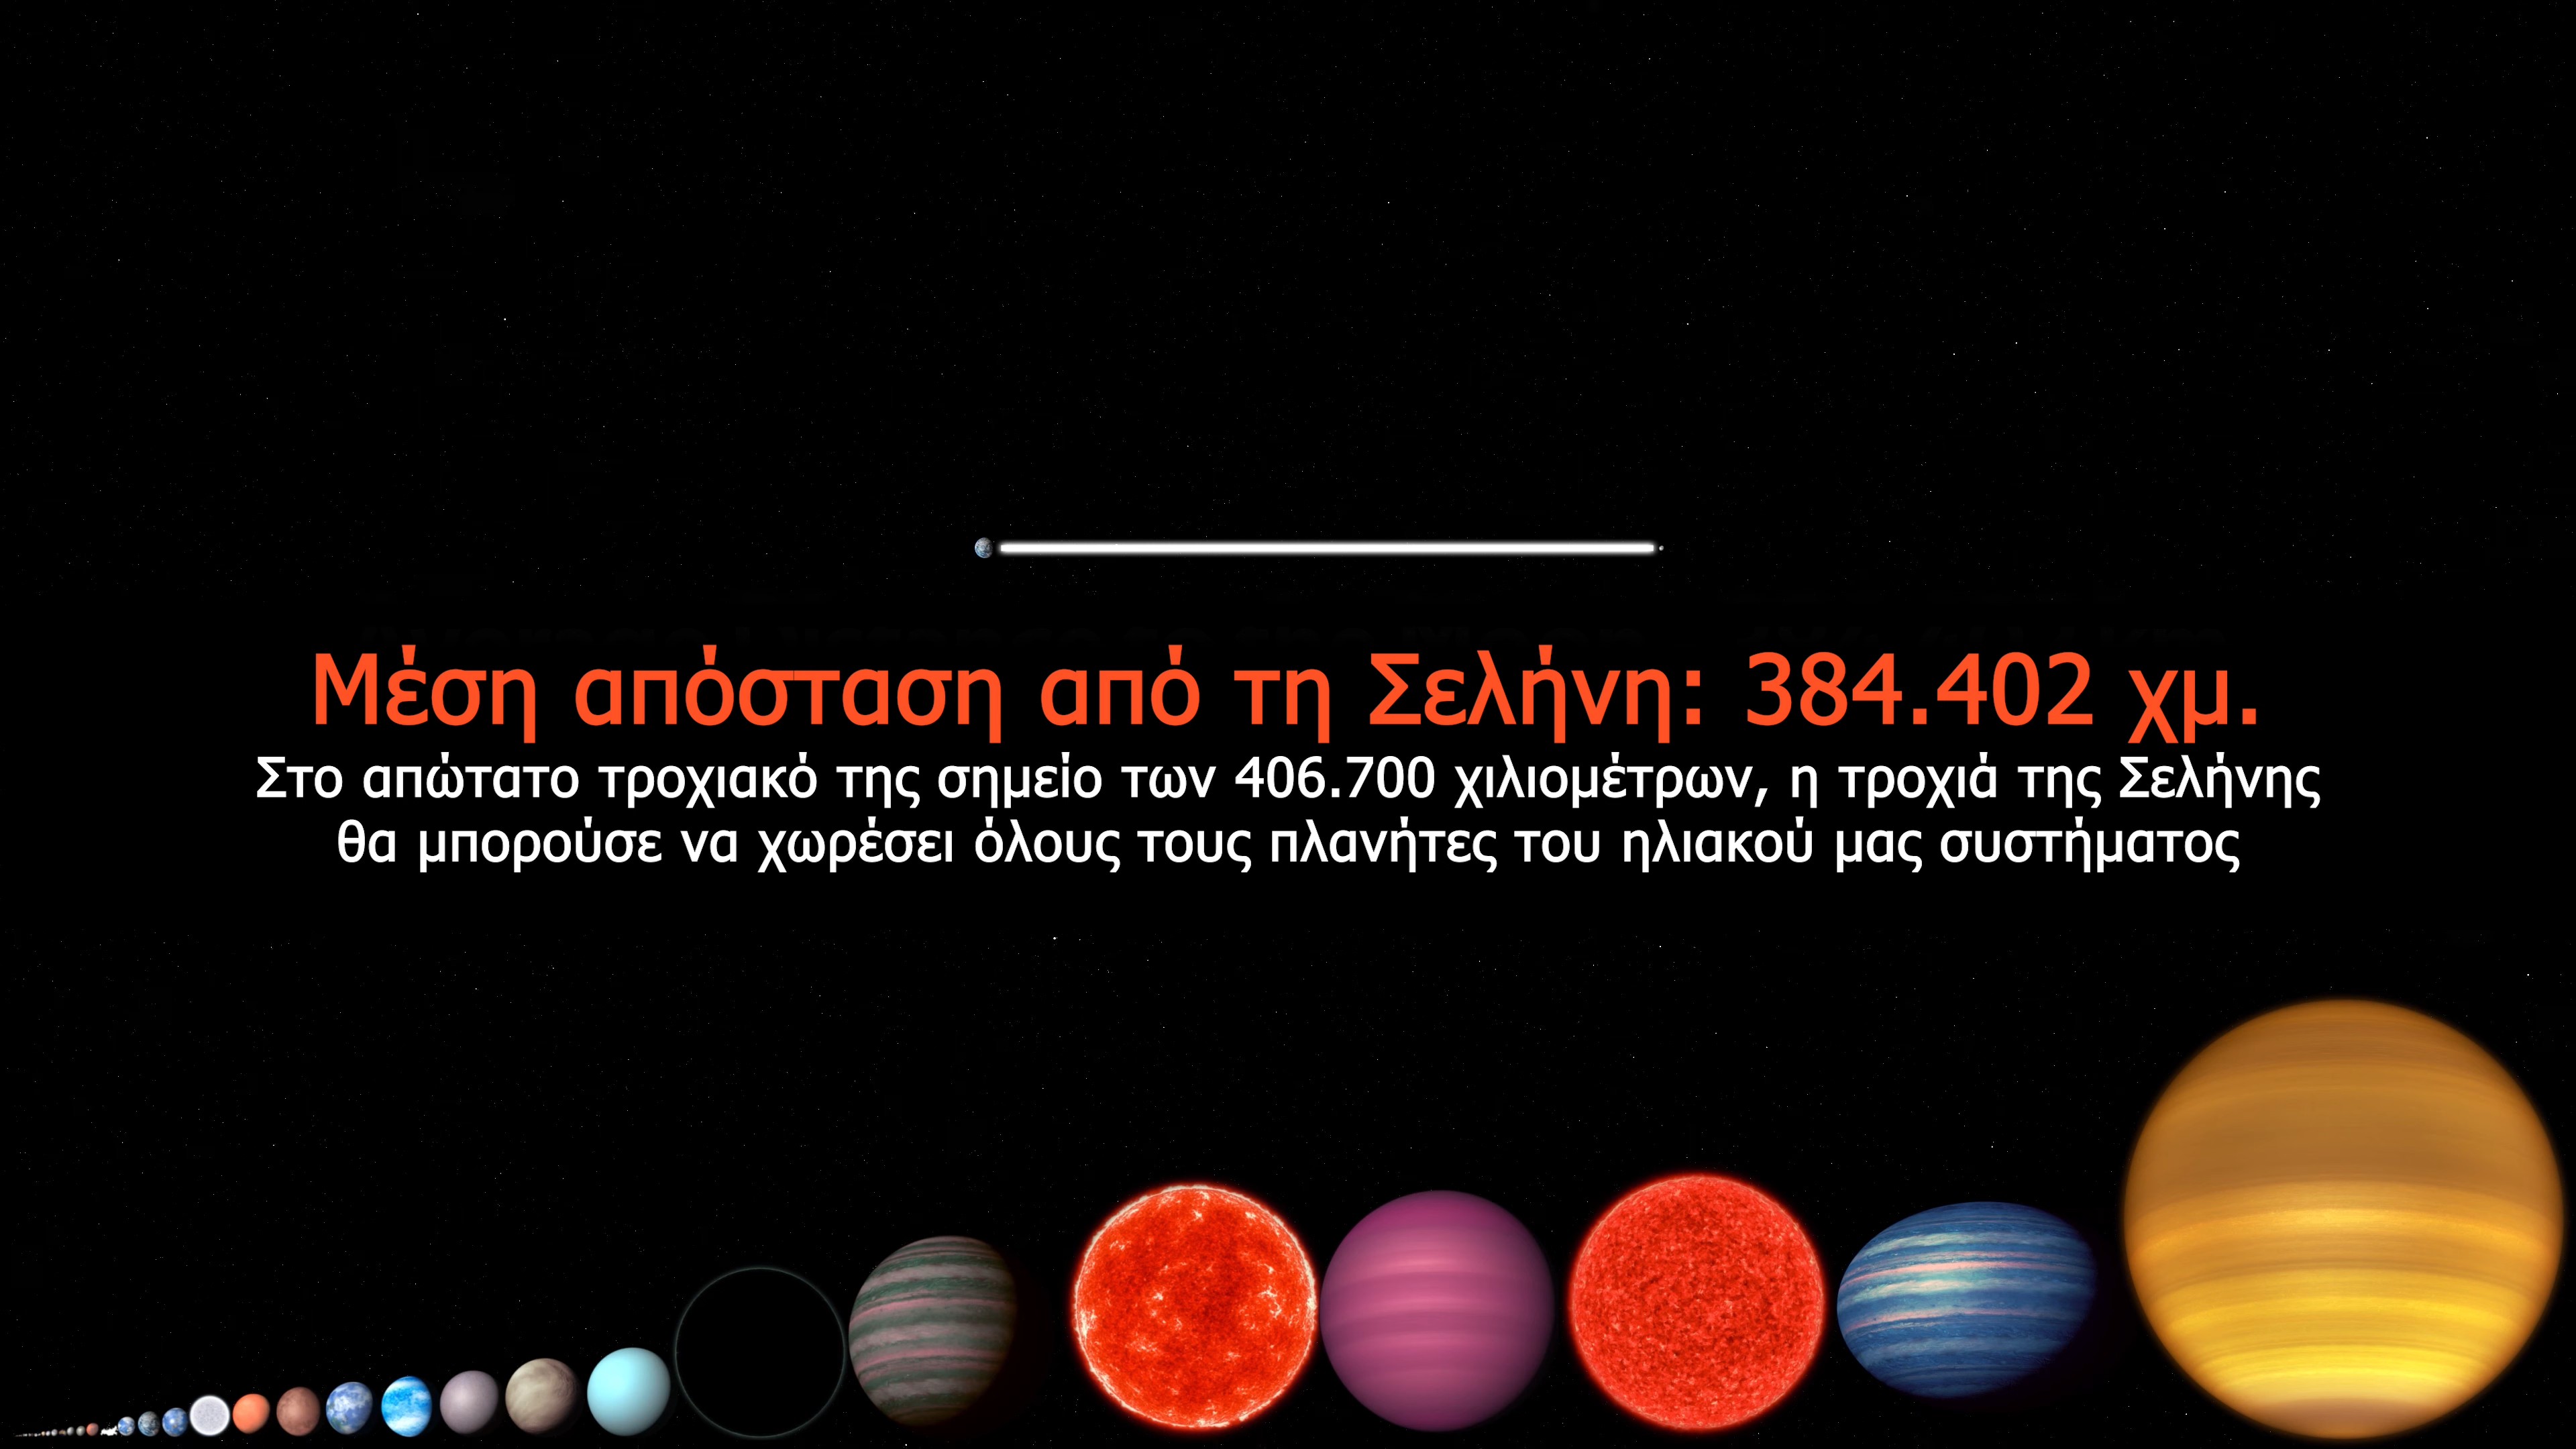 Μέση απόσταση από τη Σελήνη: 384.402 χμ.
Στο απώτατο τροχιακό της σημείο των 406.700 χιλιομέτρων, η τροχιά της Σελήνης
θα μπορούσε να χωρέσει όλους τους πλανήτες του ηλιακού μας συστήματος